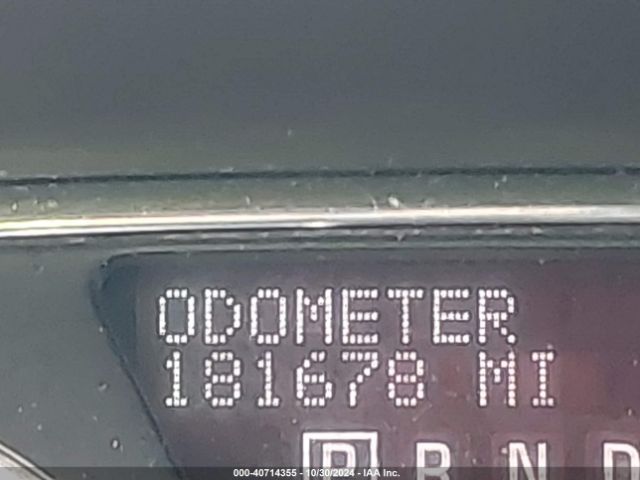 ODOMETER
181678 MI
P R N D
000-40714355 - 10/30/2024 - IAA Inc.